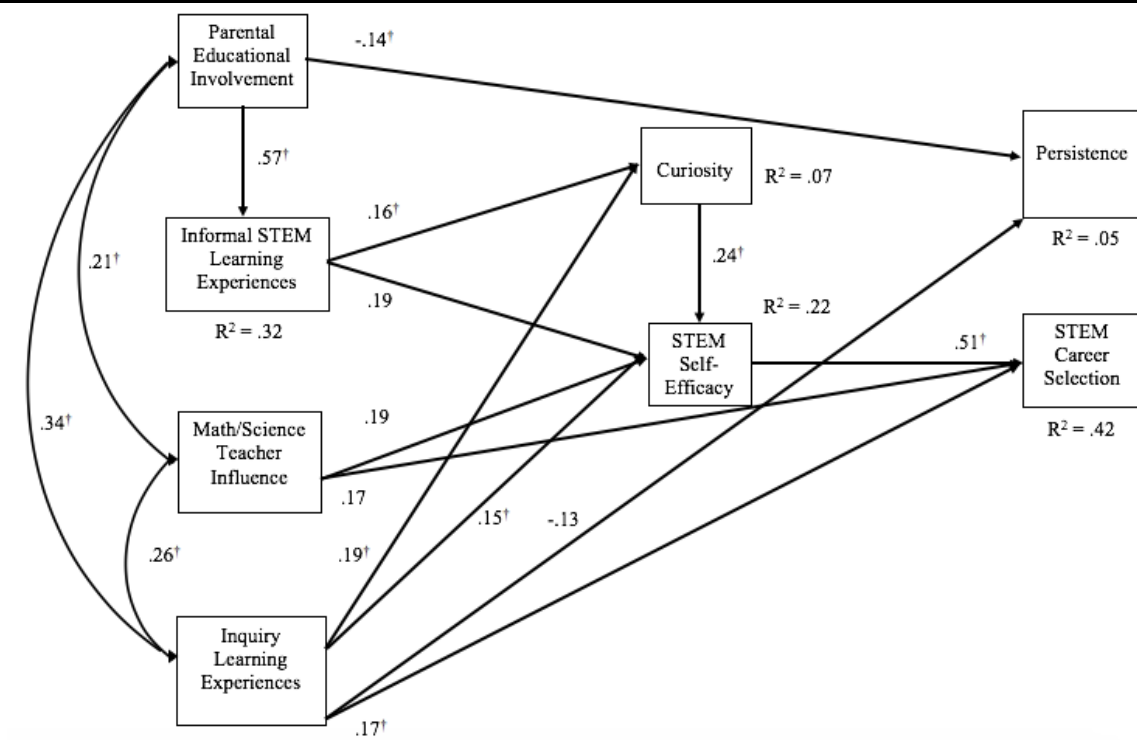 Parental
Educational
Involvement
-.14†
.57†
Curiosity
R² = .07
Persistence
R² = .05
.16†
Informal STEM
Learning
Experiences
R² = .32
.21†
.19
.24†
R² = .22
STEM
Self-
Efficacy
.51†
STEM
Career
Selection
R² = .42
.34†
Math/Science
Teacher
Influence
.19
.17
.15†
-.13
.26†
.19†
Inquiry
Learning
Experiences
.17†